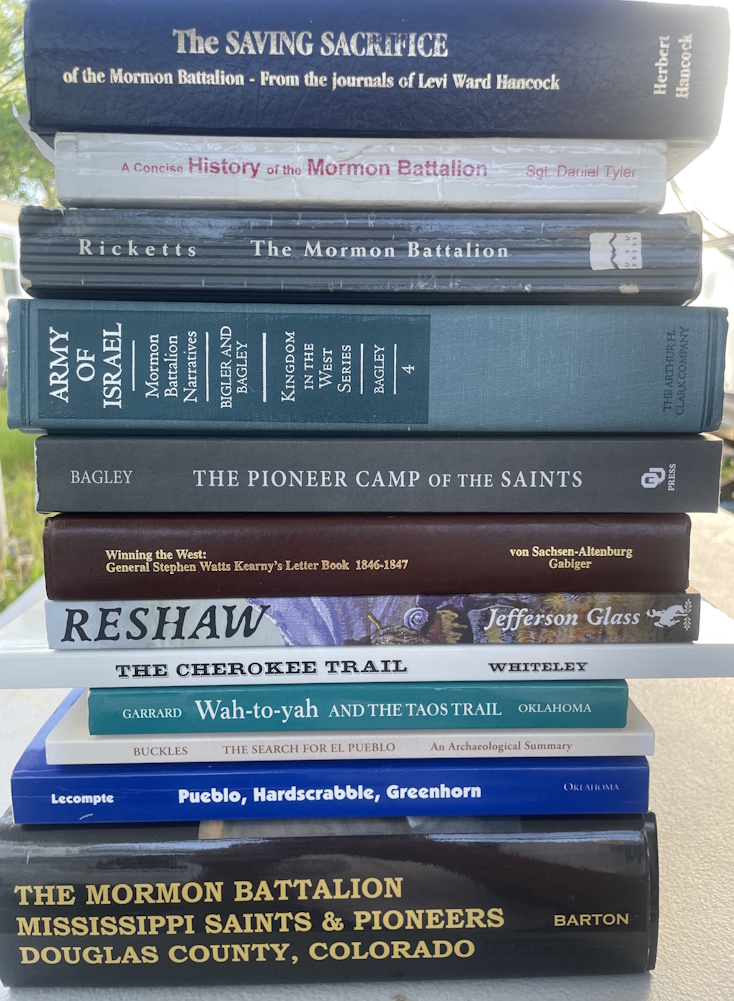 The SAVING SACRIFICE
of the Mormon Battalion - From the journals of Levi Ward Hancock
Herbert
Hancock
A Concise History of the Mormon Battalion Sgt. Daniel Tyler
Ricketts The Mormon Battalion
ARMY
OF
ISRAEL
Mormon
Battalion
Narratives
BIGLER AND
BAGLEY
KINGDOM
IN THE
WEST
SERIES
BAGLEY
4
THE ARTHUR H.
CLARK COMPANY
BAGLEY THE PIONEER CAMP OF THE SAINTS
OU
PRESS
Winning the West:
General Stephen Watts Kearny's Letter Book 1846-1847
von Sachsen-Altenburg
Gabiger
RESHAW Jefferson Glass
THE CHEROKEE TRAIL WHITELEY
GARRARD Wah-to-yah AND THE TAOS TRAIL OKLAHOMA
BUCKLES THE SEARCH FOR EL PUEBLO An Archaeological Summary
Lecompte Pueblo, Hardscrabble, Greenhorn OKLAHOMA
THE MORMON BATTALION
MISSISSIPPI SAINTS & PIONEERS
DOUGLAS COUNTY, COLORADO
BARTON